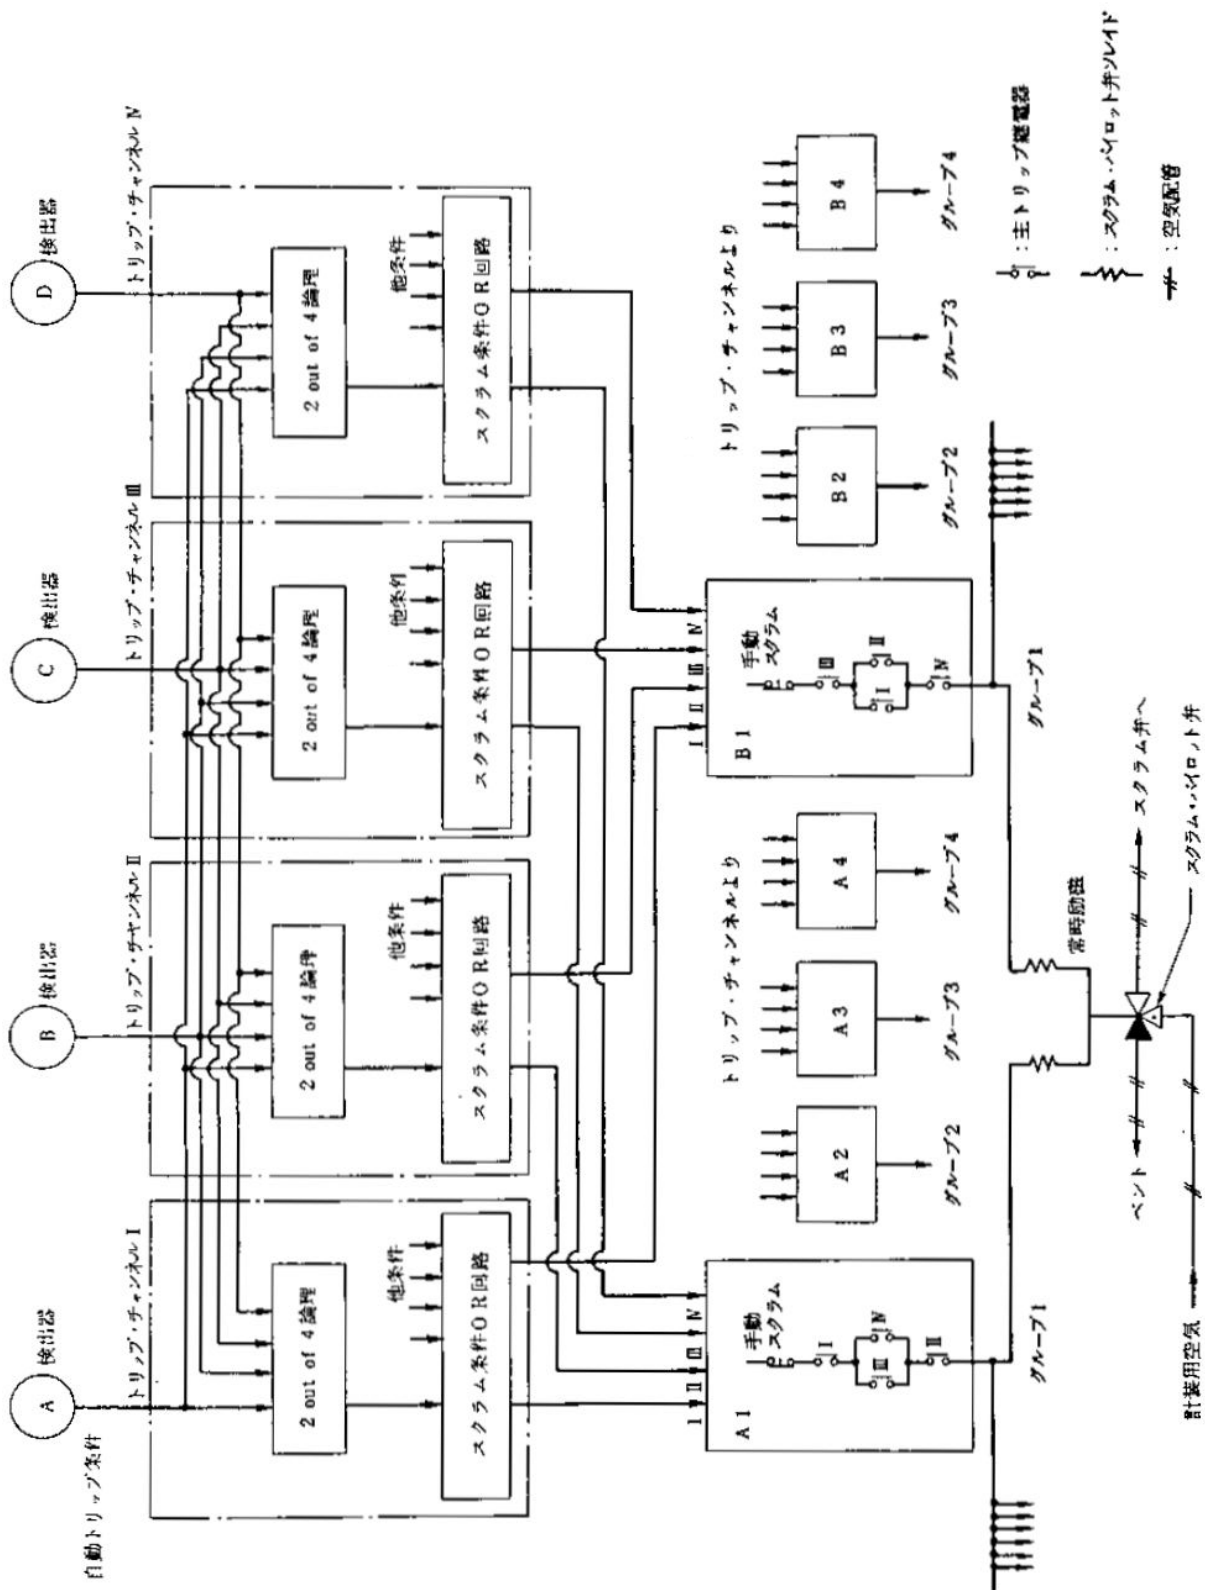 自動トリップ条件
A
検出器
B
検出器
C
検出器
D
検出器
トリップ・チャンネル Ⅰ
トリップ・チャンネル Ⅱ
トリップ・チャンネル Ⅲ
トリップ・チャンネル Ⅳ
2 out of 4 論理
2 out of 4 論理
2 out of 4 論理
2 out of 4 論理
他条件
他条件
他条件
他条件
スクラム条件OR回路
スクラム条件OR回路
スクラム条件OR回路
スクラム条件OR回路
Ⅰ Ⅱ Ⅲ Ⅳ
A1
手動
スクラム
Ⅰ
Ⅲ
Ⅳ
Ⅱ
グループ1
トリップ・チャンネルより
A2
A3
A4
グループ2
グループ3
グループ4
Ⅰ Ⅱ Ⅲ Ⅳ
B1
手動
スクラム
Ⅲ
Ⅰ
Ⅱ
Ⅳ
グループ1
トリップ・チャンネルより
B2
B3
B4
グループ2
グループ3
グループ4
常時励磁
ベント
スクラム弁へ
スクラム・パイロット弁
計装用空気
:主トリップ継電器
:スクラム・パイロット弁ソレノイド
:空気配管